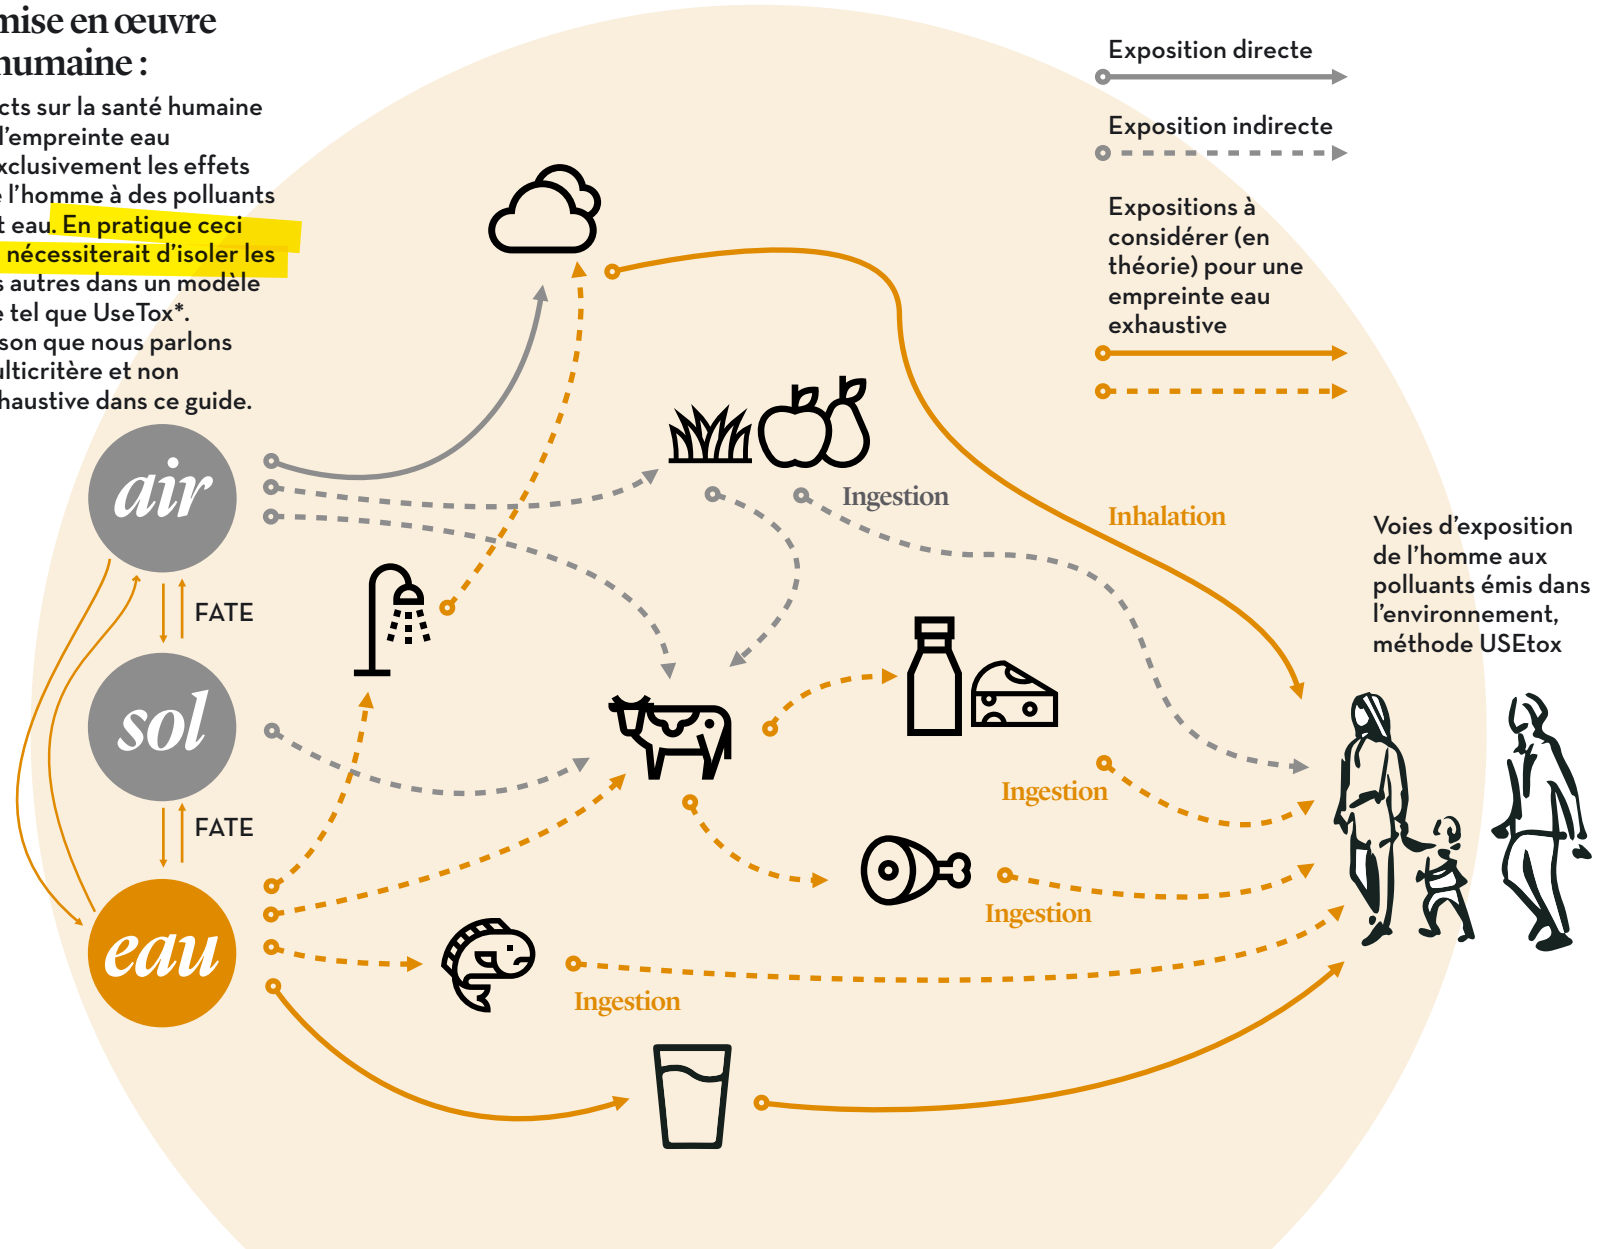 mise en œuvre
humaine :
cts sur la santé humaine
l’empreinte eau
xclusivement les effets
l’homme à des polluants
t eau. En pratique ceci
nécessiterait d’isoler les
s autres dans un modèle
e tel que UseTox*.
son que nous parlons
ulticritère et non
haustive dans ce guide.
Exposition directe
Exposition indirecte
Expositions à
considérer (en
théorie) pour une
empreinte eau
exhaustive
air
FATE
sol
FATE
eau
Ingestion
Inhalation
Ingestion
Ingestion
Ingestion
Voies d’exposition
de l’homme aux
polluants émis dans
l’environnement,
méthode USEtox